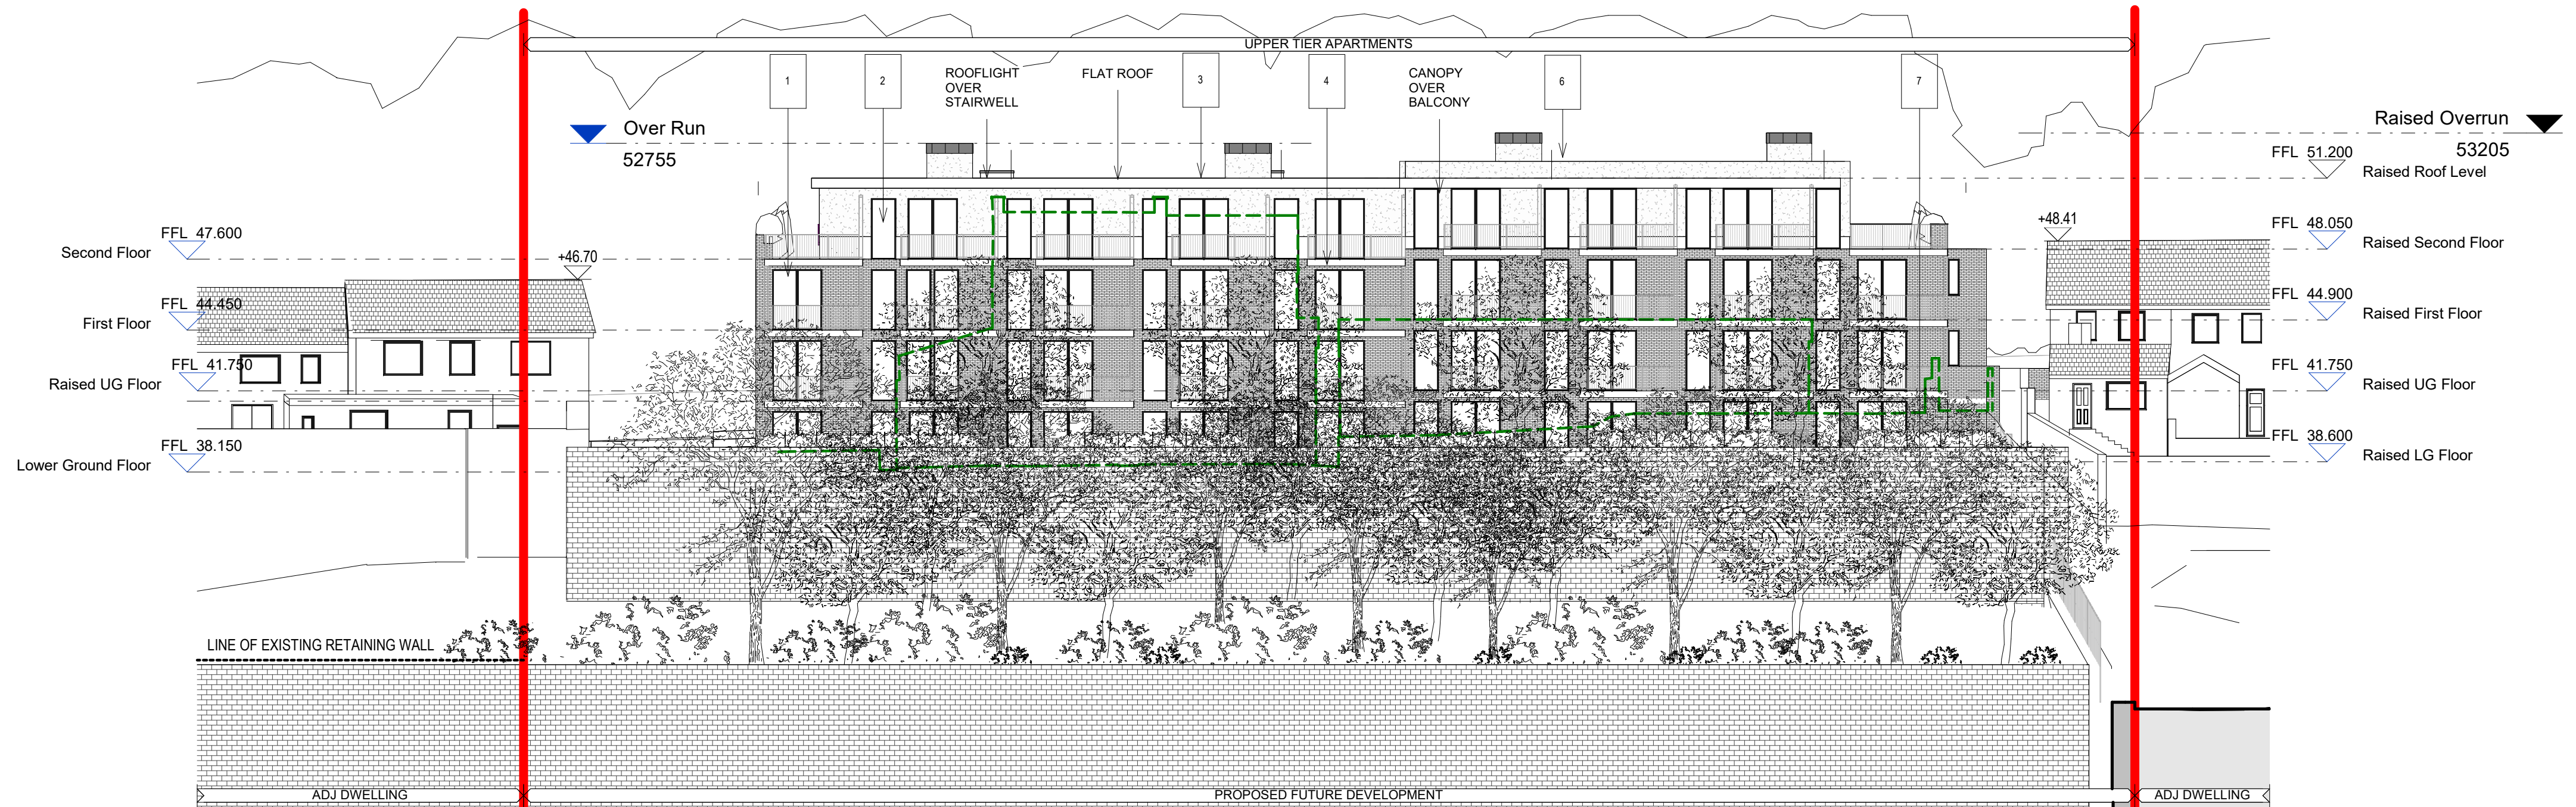 UPPER TIER APARTMENTS
1
2
ROOFLIGHT
OVER
STAIRWELL
FLAT ROOF
3
4
CANOPY
OVER
BALCONY
6
7
Over Run
52755
Raised Overrun
53205
FFL 51.200
Raised Roof Level
FFL 47.600
Second Floor
+46.70
FFL 44.450
First Floor
FFL 41.750
Raised UG Floor
FFL 38.150
Lower Ground Floor
+48.41
FFL 48.050
Raised Second Floor
FFL 44.900
Raised First Floor
FFL 41.750
Raised UG Floor
FFL 38.600
Raised LG Floor
LINE OF EXISTING RETAINING WALL
ADJ DWELLING
PROPOSED FUTURE DEVELOPMENT
ADJ DWELLING